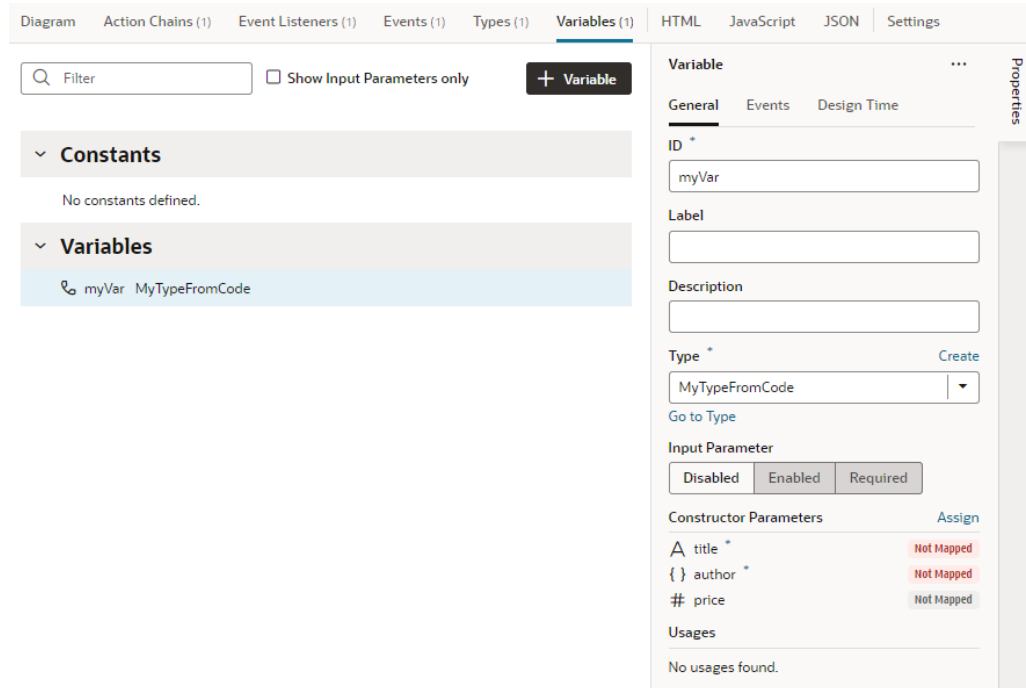 Diagram Action Chains (1) Event Listeners (1) Events (1) Types (1) Variables (1) HTML JavaScript JSON Settings
Filter Show Input Parameters only + Variable
Constants
No constants defined.
Variables
myVar MyTypeFromCode
Variable ...
General Events Design Time
ID *
myVar
Label
Description
Type * Create
MyTypeFromCode
Go to Type
Input Parameter
Disabled Enabled Required
Constructor Parameters Assign
A title * Not Mapped
{ } author * Not Mapped
# price Not Mapped
Usages
No usages found.
Properties